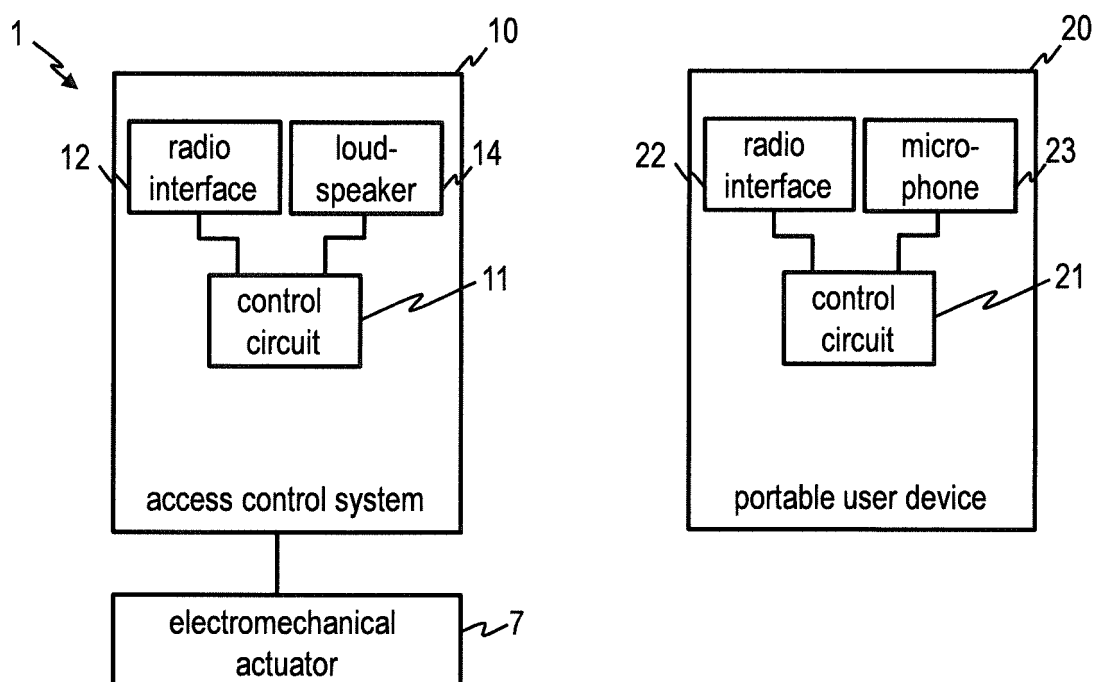 1
10
20
radio
interface
loud-
speaker
12
14
radio
interface
micro-
phone
22
23
control
circuit
11
control
circuit
21
access control system
portable user device
electromechanical
actuator
7